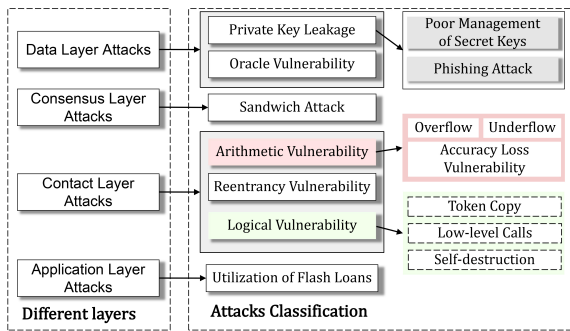 Data Layer Attacks
Private Key Leakage
Oracle Vulnerability
Poor Management
of Secret Keys
Phishing Attack
Consensus Layer
Attacks
Sandwich Attack
Contact Layer
Attacks
Arithmetic Vulnerability
Reentrancy Vulnerability
Logical Vulnerability
Overflow
Underflow
Accuracy Loss
Vulnerability
Token Copy
Low-level Calls
Self-destruction
Application Layer
Attacks
Utilization of Flash Loans
Different layers
Attacks Classification